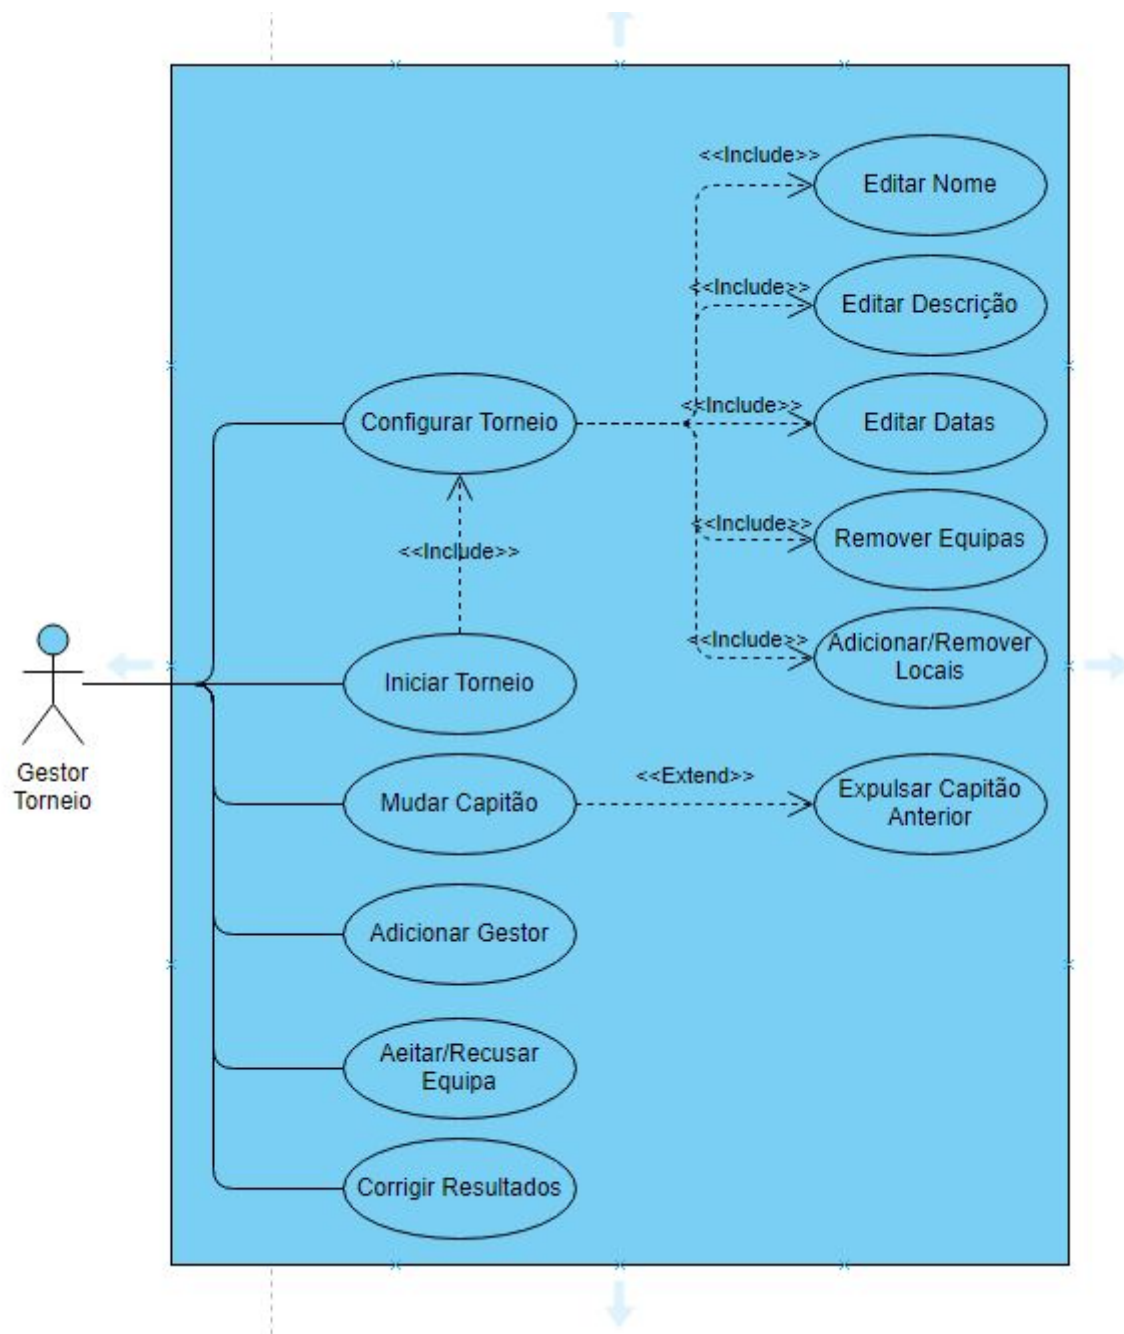 <<Include>>
Editar Nome
<<Include>>
Editar Descrição
<<Include>>
Configurar Torneio
Editar Datas
<<Include>>
Remover Equipas
<<Include>>
<<Include>>
Adicionar/Remover
Locais
Iniciar Torneio
Gestor
Torneio
<<Extend>>
Mudar Capitão
Expulsar Capitão
Anterior
Adicionar Gestor
Aeitar/Recusar
Equipa
Corrigir Resultados